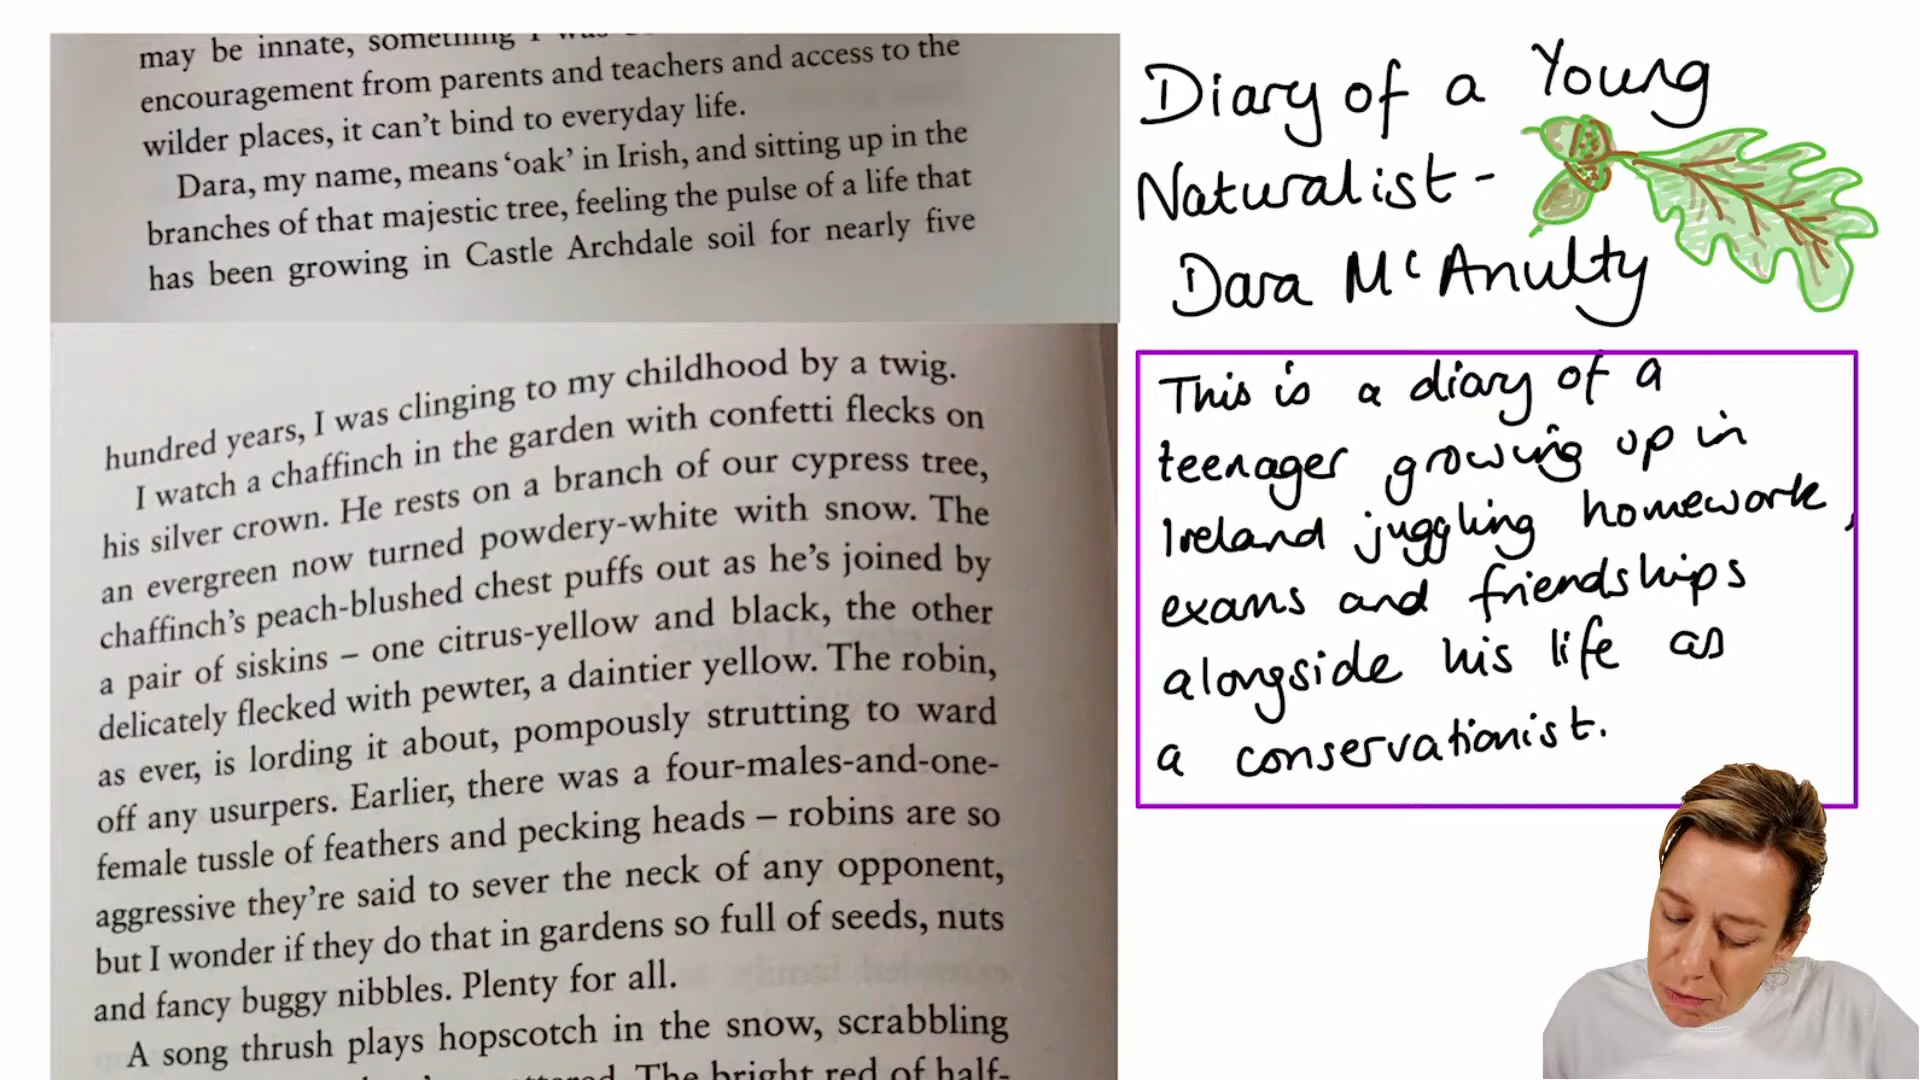 may be innate, something I was
encouragement from parents and teachers and access to the
wilder places, it can't bind to everyday life.
Dara, my name, means 'oak' in Irish, and sitting up in the
branches of that majestic tree, feeling the pulse of a life that
has been growing in Castle Archdale soil for nearly five
hundred years, I was clinging to my childhood by a twig.
I watch a chaffinch in the garden with confetti flecks on
his silver crown. He rests on a branch of our cypress tree,
an evergreen now turned powdery-white with snow. The
chaffinch's peach-blushed chest puffs out as he's joined by
a pair of siskins – one citrus-yellow and black, the other
delicately flecked with pewter, a daintier yellow. The robin,
as ever, is lording it about, pompously strutting to ward
off any usurpers. Earlier, there was a four-males-and-one-
female tussle of feathers and pecking heads – robins are so
aggressive they're said to sever the neck of any opponent,
but I wonder if they do that in gardens so full of seeds, nuts
and fancy buggy nibbles. Plenty for all.
A song thrush plays hopscotch in the snow, scrabbling
The bright red of half-
Diary of a Young
Naturalist -
Dara McAnulty
This is a diary of a
teenager growing up in
Ireland juggling homework,
exams and friendships
alongside his life as
a conservationist.